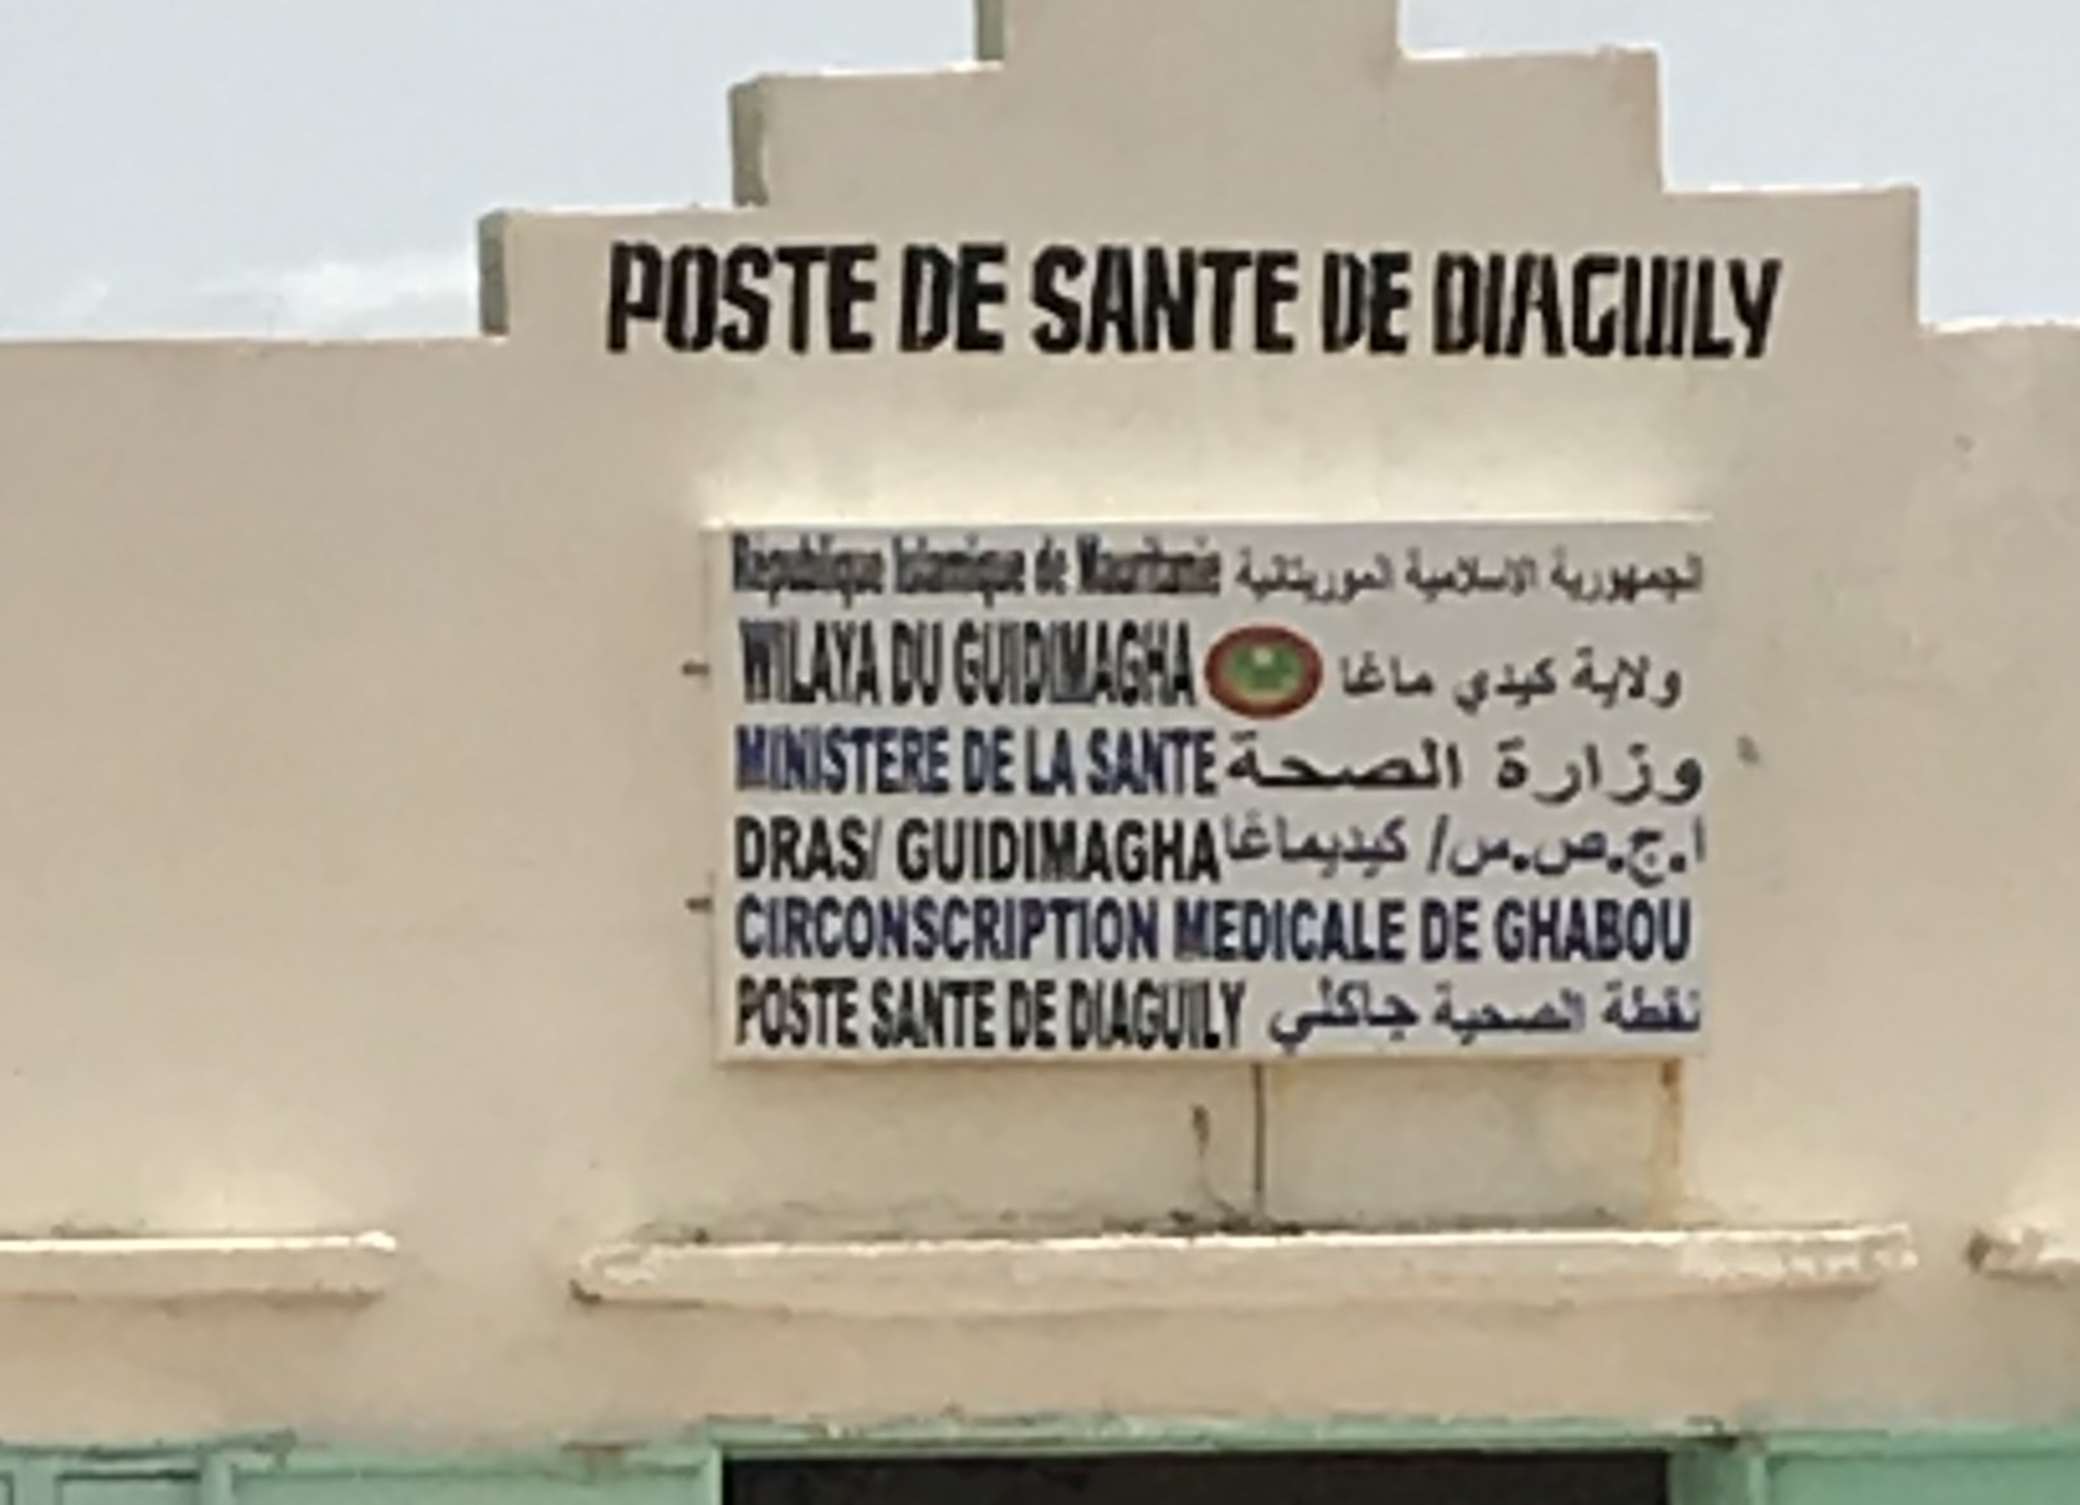 POSTE DE SANTE DE DIAGUILY
République Islamique de Mauritanie الجمهورية الاسلامية الموريتانية
WILAYA DU GUIDIMAGHA ولاية كيدي ماغا
MINISTERE DE LA SANTE وزارة الصحة
DRAS/ GUIDIMAGHA ا.ج.ص.س/ كيديماغا
CIRCONSCRIPTION MEDICALE DE GHABOU
POSTE SANTE DE DIAGUILY نقطة الصحية جاكلي